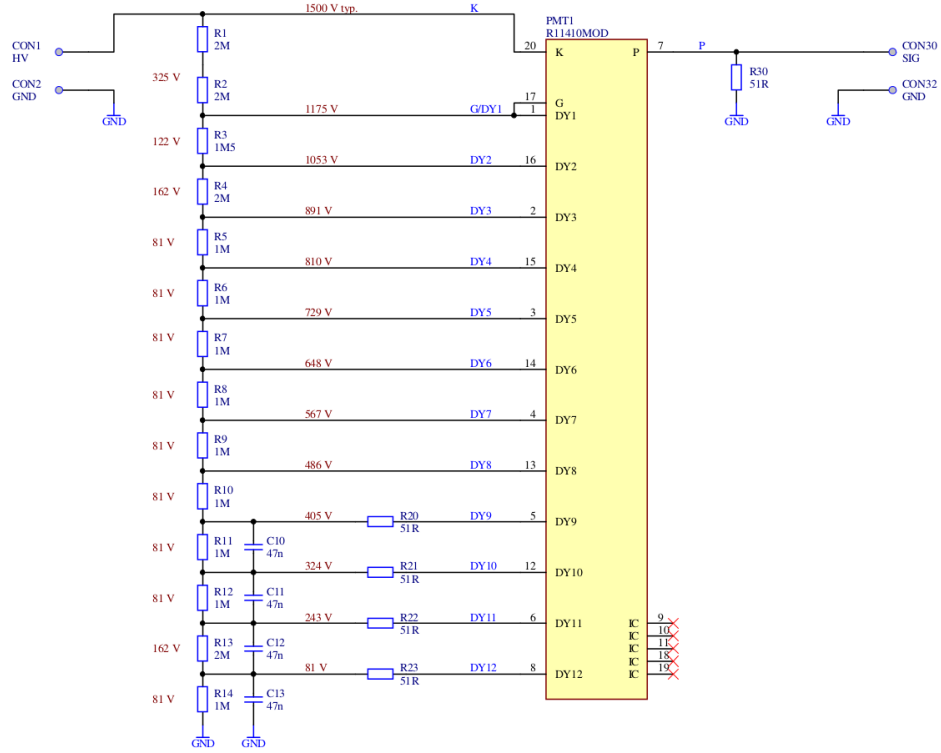 1500 V typ. K
PMT1
R11410MOD
CON1
HV
R1
2M
20 K
P 7 P
CON30
SIG
325 V
R2
2M
R30
51R
CON2
GND
CON32
GND
17 G
1175 V G/DY1 1 DY1
GND
GND
GND
122 V
R3
1M5
1053 V DY2 16 DY2
162 V
R4
2M
891 V DY3 2 DY3
81 V
R5
1M
810 V DY4 15 DY4
81 V
R6
1M
729 V DY5 3 DY5
81 V
R7
1M
648 V DY6 14 DY6
81 V
R8
1M
567 V DY7 4 DY7
81 V
R9
1M
486 V DY8 13 DY8
81 V
R10
1M
405 V R20 DY9 5 DY9
51R
81 V
R11
1M
C10
47n
324 V R21 DY10 12 DY10
51R
81 V
R12
1M
C11
47n
243 V R22 DY11 6 DY11
51R
IC 9
IC 10
IC 11
IC 18
IC 19
162 V
R13
2M
C12
47n
81 V R23 DY12 8 DY12
51R
81 V
R14
1M
C13
47n
GND
GND